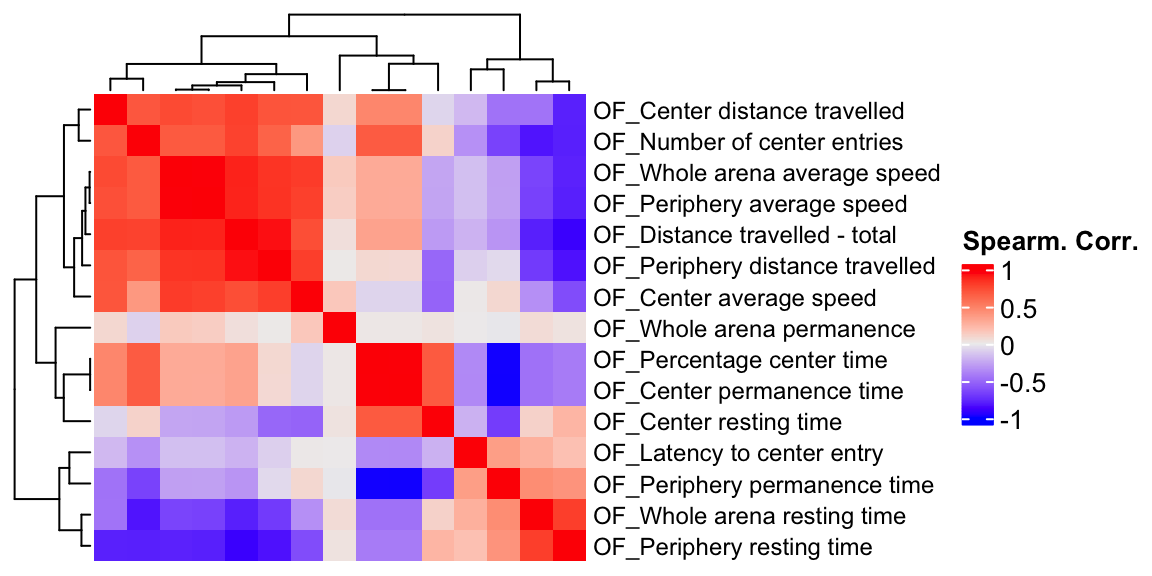 OF_Center distance travelled
OF_Number of center entries
OF_Whole arena average speed
OF_Periphery average speed
OF_Distance travelled - total
OF_Periphery distance travelled
OF_Center average speed
OF_Whole arena permanence
OF_Percentage center time
OF_Center permanence time
OF_Center resting time
OF_Latency to center entry
OF_Periphery permanence time
OF_Whole arena resting time
OF_Periphery resting time
Spearm. Corr.
1
0.5
0
-0.5
-1